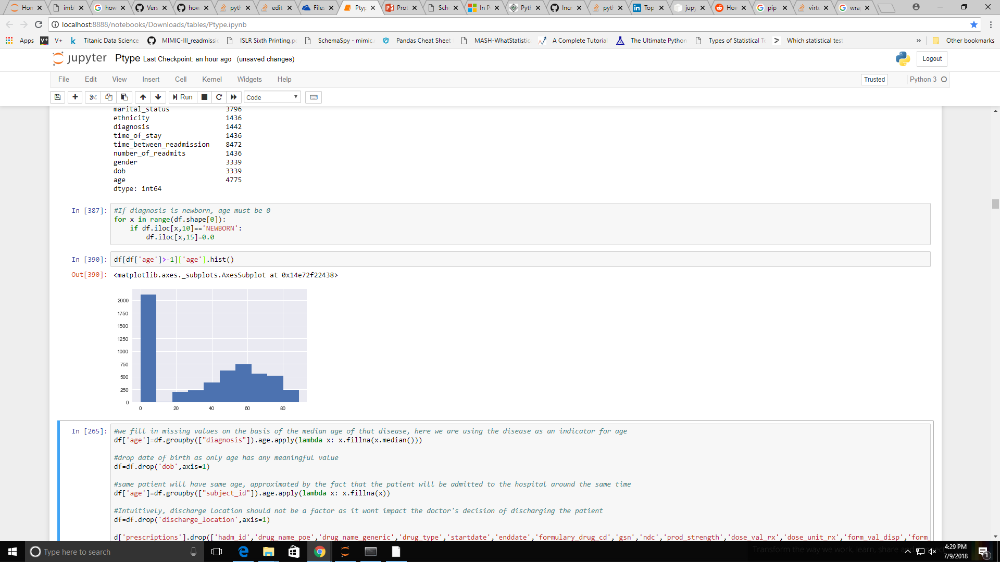 Hon
imb
how
Vers
how
pyth
edit
Files
Ptyp
Prot
Sch
In P
Pyth
Incr
pyth
Top
jupy
How
pip
virtu
wra
localhost:8888/notebooks/Downloads/tables/Ptype.ipynb
Apps V+ V+ k Titanic Data Science MIMIC-III_readmissic ISLR Sixth Printing.p SchemaSpy - mimic. Pandas Cheat Sheet MASH-WhatStatistic A Complete Tutorial The Ultimate Python Types of Statistical Te > Which statistical test » Other bookmarks
jupyter Ptype Last Checkpoint: an hour ago (unsaved changes) Logout
File Edit View Insert Cell Kernel Widgets Help Trusted Python 3
Run Code
marital_status 3796
ethnicity 1436
diagnosis 1442
time_of_stay 1436
time_between_readmission 8472
number_of_readmits 1436
gender 3339
dob 3339
age 4775
dtype: int64
In [387]: #If diagnosis is newborn, age must be 0
for x in range(df.shape[0]):
    if df.iloc[x,10]=='NEWBORN':
        df.iloc[x,15]=0.0
In [390]: df[df['age']>-1]['age'].hist()
Out[390]: <matplotlib.axes._subplots.AxesSubplot at 0x14e72f22438>
2000
1750
1500
1250
1000
750
500
250
0
0 20 40 60 80
In [265]: #we fill in missing values on the basis of the median age of that disease, here we are using the disease as an indicator for age
df['age']=df.groupby(["diagnosis"]).age.apply(lambda x: x.fillna(x.median()))
#drop date of birth as only age has any meaningful value
df=df.drop('dob',axis=1)
#same patient will have same age, approximated by the fact that the patient will be admitted to the hospital around the same time
df['age']=df.groupby(["subject_id"]).age.apply(lambda x: x.fillna(x))
#Intuitively, discharge location should not be a factor as it wont impact the doctor's decision of discharging the patient
df=df.drop('discharge_location',axis=1)
d['prescriptions'].drop(['hadm_id','drug_name_poe','drug_name_generic','drug_type','startdate','enddate','formulary_drug_cd','gsn','ndc','prod_strength','dose_val_rx','dose_unit_rx','form_val_disp','form_
Type here to search
Transform the way we work, learn, share
4:29 PM
7/9/2018
1